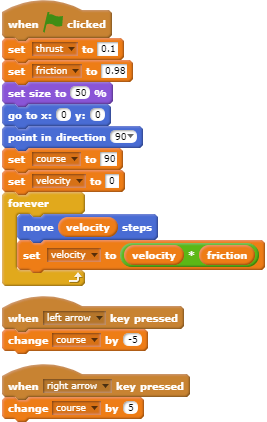 when clicked
set thrust to 0.1
set friction to 0.98
set size to 50 %
go to x: 0 y: 0
point in direction 90
set course to 90
set velocity to 0
forever
move velocity steps
set velocity to velocity * friction
when left arrow key pressed
change course by -5
when right arrow key pressed
change course by 5